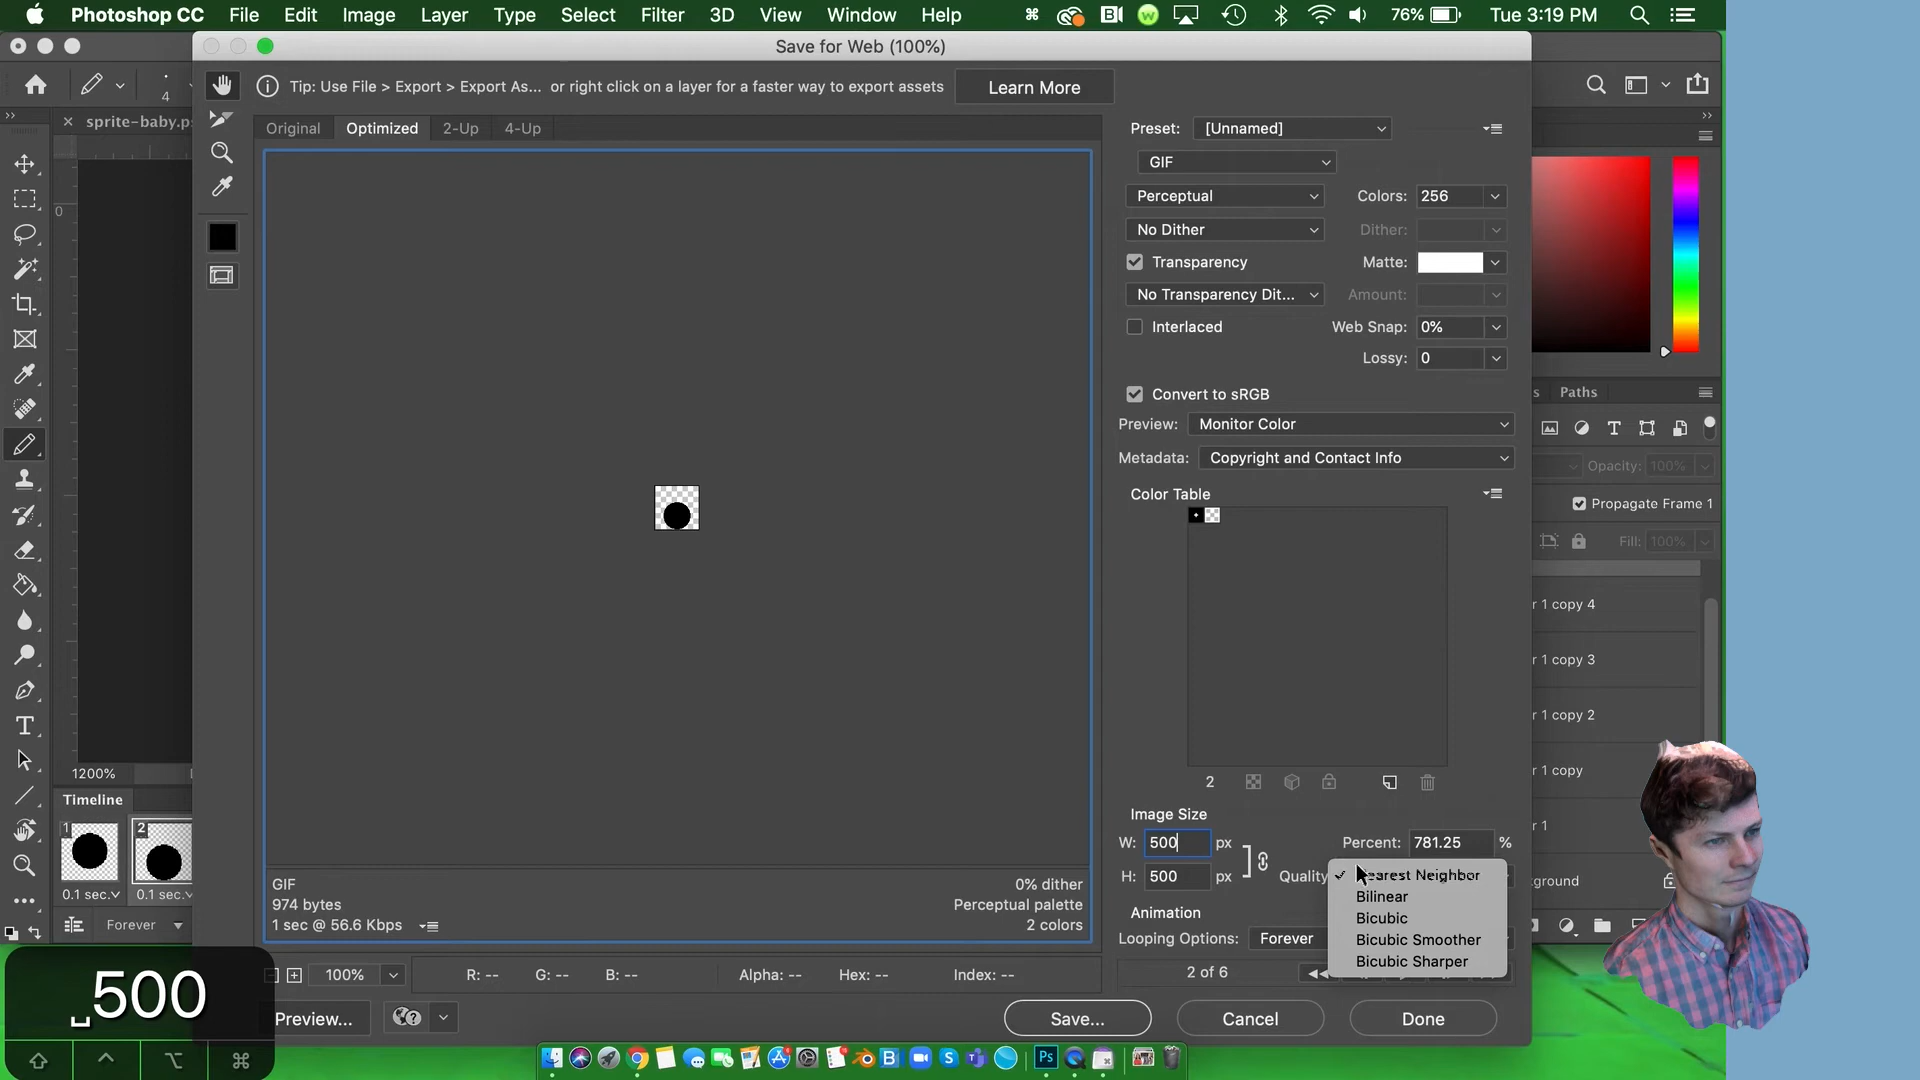 Photoshop CC File Edit Image Layer Type Select Filter 3D View Window Help 76% Tue 3:19 PM
Save for Web (100%)
Tip: Use File > Export > Export As... or right click on a layer for a faster way to export assets
Learn More
4
sprite-baby.ps
Original Optimized 2-Up 4-Up
Preset: [Unnamed]
GIF
Perceptual Colors: 256
No Dither Dither:
Transparency Matte:
No Transparency Dit... Amount:
Interlaced Web Snap: 0%
Lossy: 0
Convert to sRGB
Preview: Monitor Color
Metadata: Copyright and Contact Info
Color Table
2
Image Size
W: 500 px Percent: 781.25 %
H: 500 px Quality
Nearest Neighbor
Bilinear
Bicubic
Bicubic Smoother
Bicubic Sharper
Animation
Looping Options: Forever
2 of 6
GIF 0% dither
974 bytes Perceptual palette
1 sec @ 56.6 Kbps 2 colors
100% R: -- G: -- B: -- Alpha: -- Hex: -- Index: --
Preview... Save... Cancel Done
0
1200%
Timeline
1 2
0.1 sec. 0.1 sec.
Forever
500
s Paths
Opacity: 100%
Propagate Frame 1
Fill: 100%
r 1 copy 4
r 1 copy 3
r 1 copy 2
r 1 copy
r 1
ground